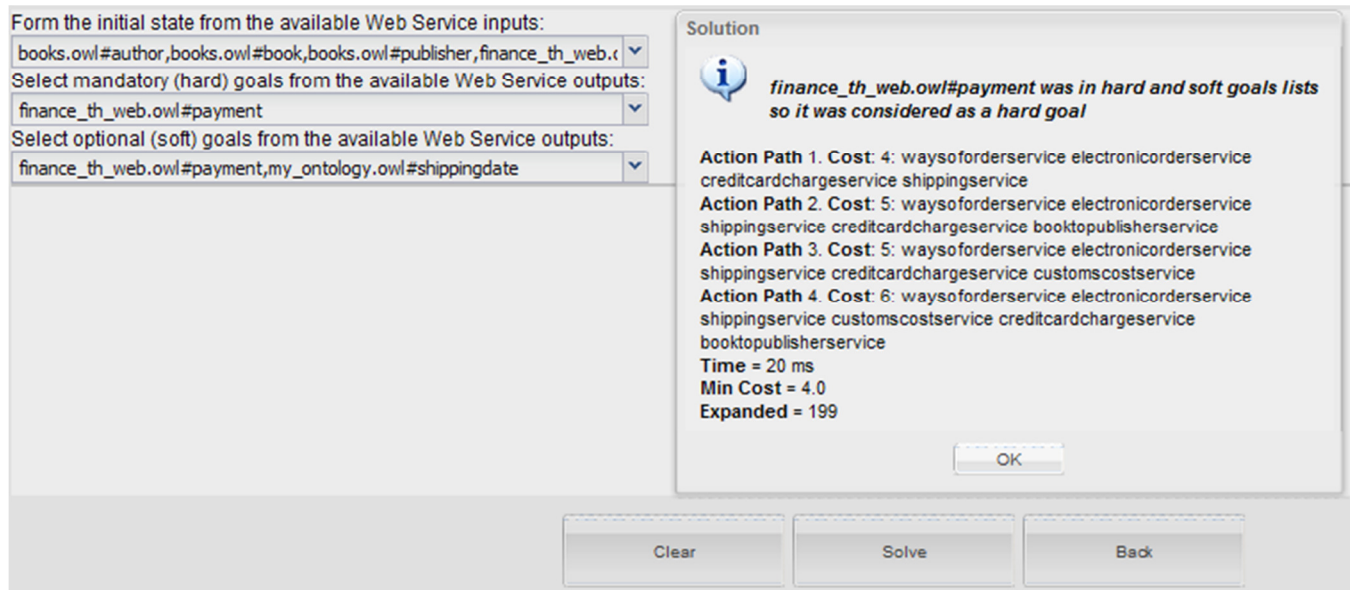 Form the initial state from the available Web Service inputs:
books.owl#author,books.owl#book,books.owl#publisher,finance_th_web.
Select mandatory (hard) goals from the available Web Service outputs:
finance_th_web.owl#payment
Select optional (soft) goals from the available Web Service outputs:
finance_th_web.owl#payment,my_ontology.owl#shippingdate
Solution
finance_th_web.owl#payment was in hard and soft goals lists
so it was considered as a hard goal
Action Path 1. Cost: 4: waysoforderservice electronicorderservice
creditcardchargeservice shippingservice
Action Path 2. Cost: 5: waysoforderservice electronicorderservice
shippingservice creditcardchargeservice booktopublisherservice
Action Path 3. Cost: 5: waysoforderservice electronicorderservice
shippingservice creditcardchargeservice customscostservice
Action Path 4. Cost: 6: waysoforderservice electronicorderservice
shippingservice customscostservice creditcardchargeservice
booktopublisherservice
Time = 20 ms
Min Cost = 4.0
Expanded = 199
OK
Clear
Solve
Back